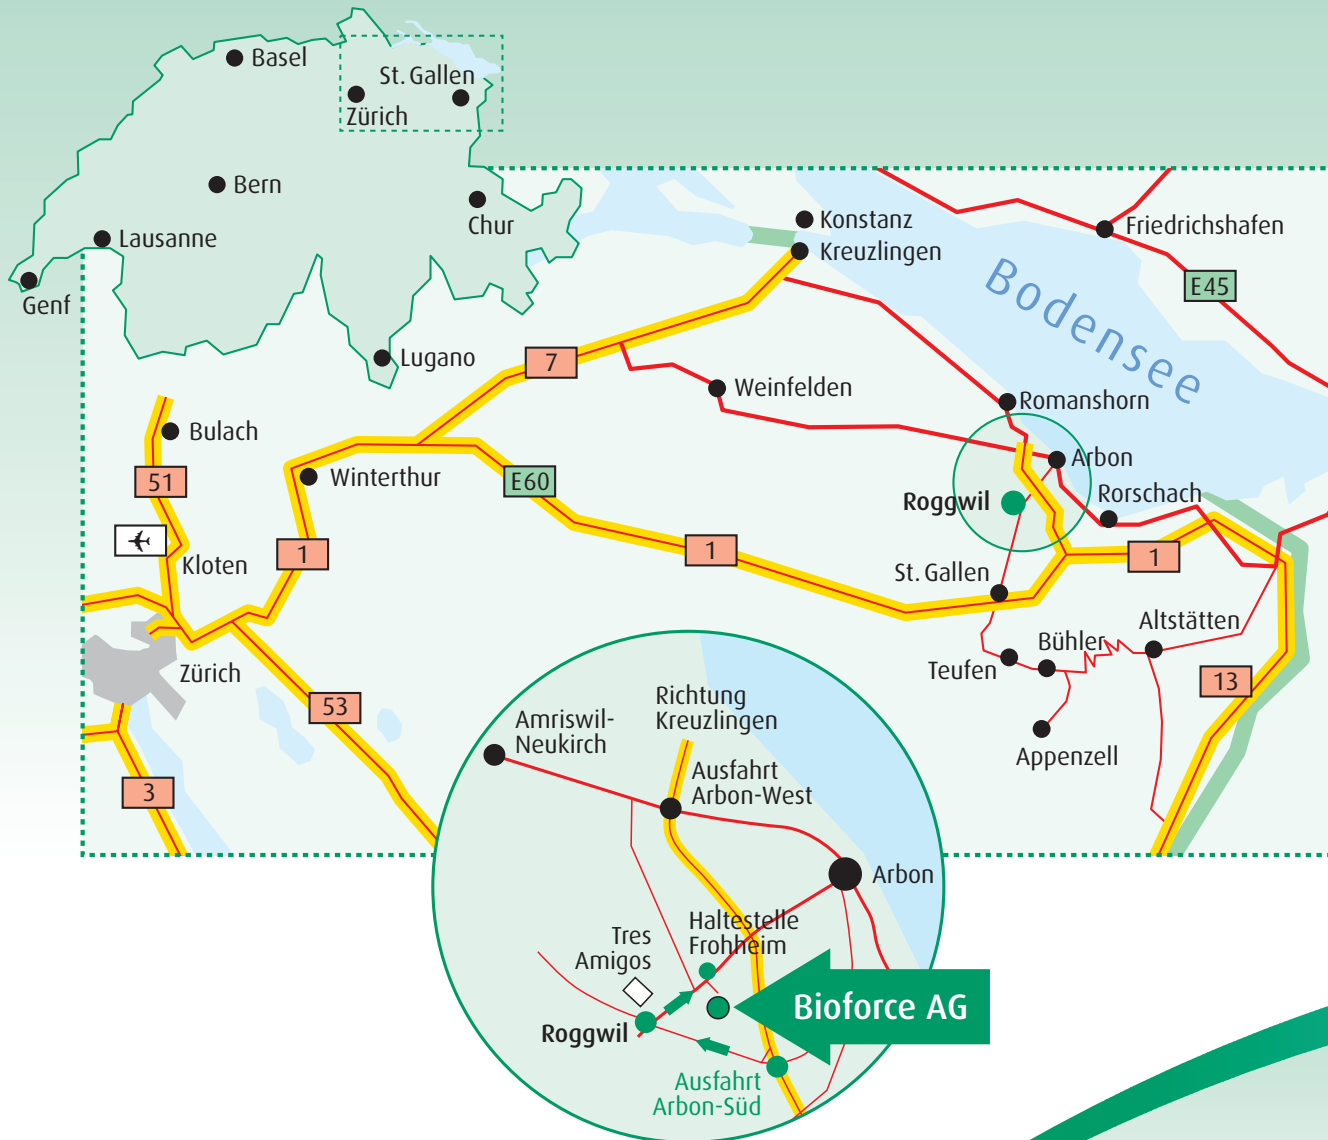 Basel
St. Gallen
Zürich
Bern
Chur
Lausanne
Genf
Lugano
Konstanz
Kreuzlingen
Friedrichshafen
E45
Bodensee
7
Weinfelden
Romanshorn
Bulach
Winterthur
51
E60
Arbon
Roggwil
Rorschach
Kloten
1
1
1
St. Gallen
Zürich
Altstätten
Bühler
Teufen
13
53
Appenzell
3
Richtung
Kreuzlingen
Amriswil-
Neukirch
Ausfahrt
Arbon-West
Arbon
Haltestelle
Frohheim
Tres
Amigos
Bioforce AG
Roggwil
Ausfahrt
Arbon-Süd